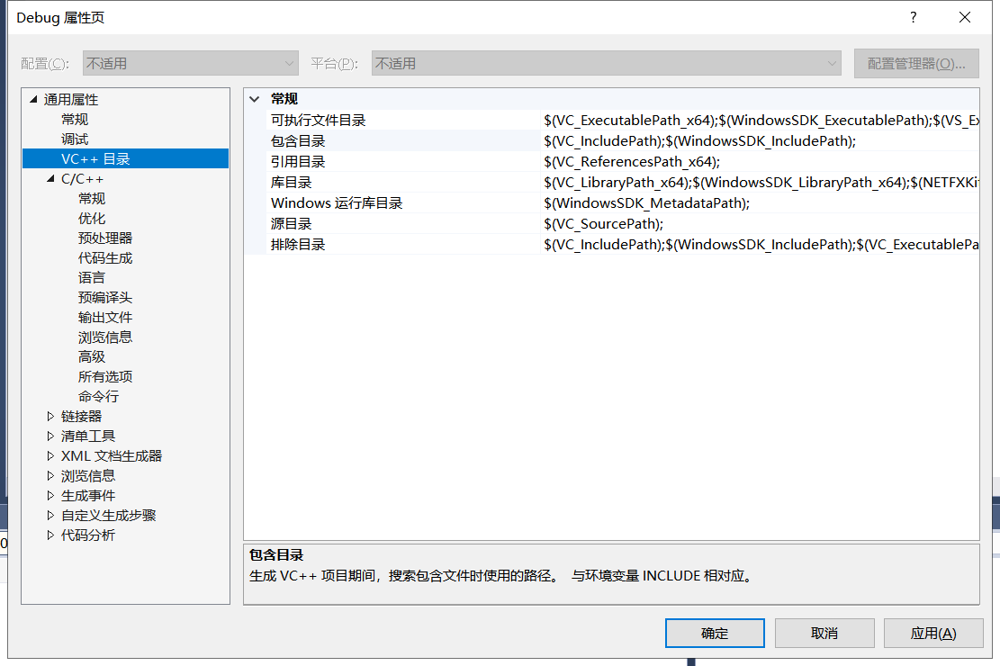 Debug 属性页
配置(C): 不适用 平台(P): 不适用 配置管理器(O)...
通用属性
常规
调试
VC++ 目录
C/C++
常规
优化
预处理器
代码生成
语言
预编译头
输出文件
浏览信息
高级
所有选项
命令行
链接器
清单工具
XML 文档生成器
浏览信息
生成事件
自定义生成步骤
代码分析
常规
可执行文件目录 $(VC_ExecutablePath_x64);$(WindowsSDK_ExecutablePath);$(VS_Ex
包含目录 $(VC_IncludePath);$(WindowsSDK_IncludePath);
引用目录 $(VC_ReferencesPath_x64);
库目录 $(VC_LibraryPath_x64);$(WindowsSDK_LibraryPath_x64);$(NETFXKi
Windows 运行库目录 $(WindowsSDK_MetadataPath);
源目录 $(VC_SourcePath);
排除目录 $(VC_IncludePath);$(WindowsSDK_IncludePath);$(VC_ExecutablePa
包含目录
生成 VC++ 项目期间，搜索包含文件时使用的路径。 与环境变量 INCLUDE 相对应。
确定 取消 应用(A)